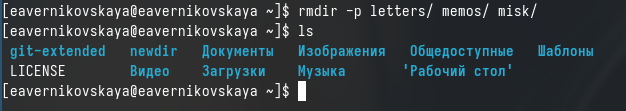 [eavernikovskaya@eavernikovskaya ~]$ rmdir -p letters/ memos/ misk/
[eavernikovskaya@eavernikovskaya ~]$ ls
git-extended newdir Документы Изображения Общедоступные Шаблоны
LICENSE Видео Загрузки Музыка 'Рабочий стол'
[eavernikovskaya@eavernikovskaya ~]$